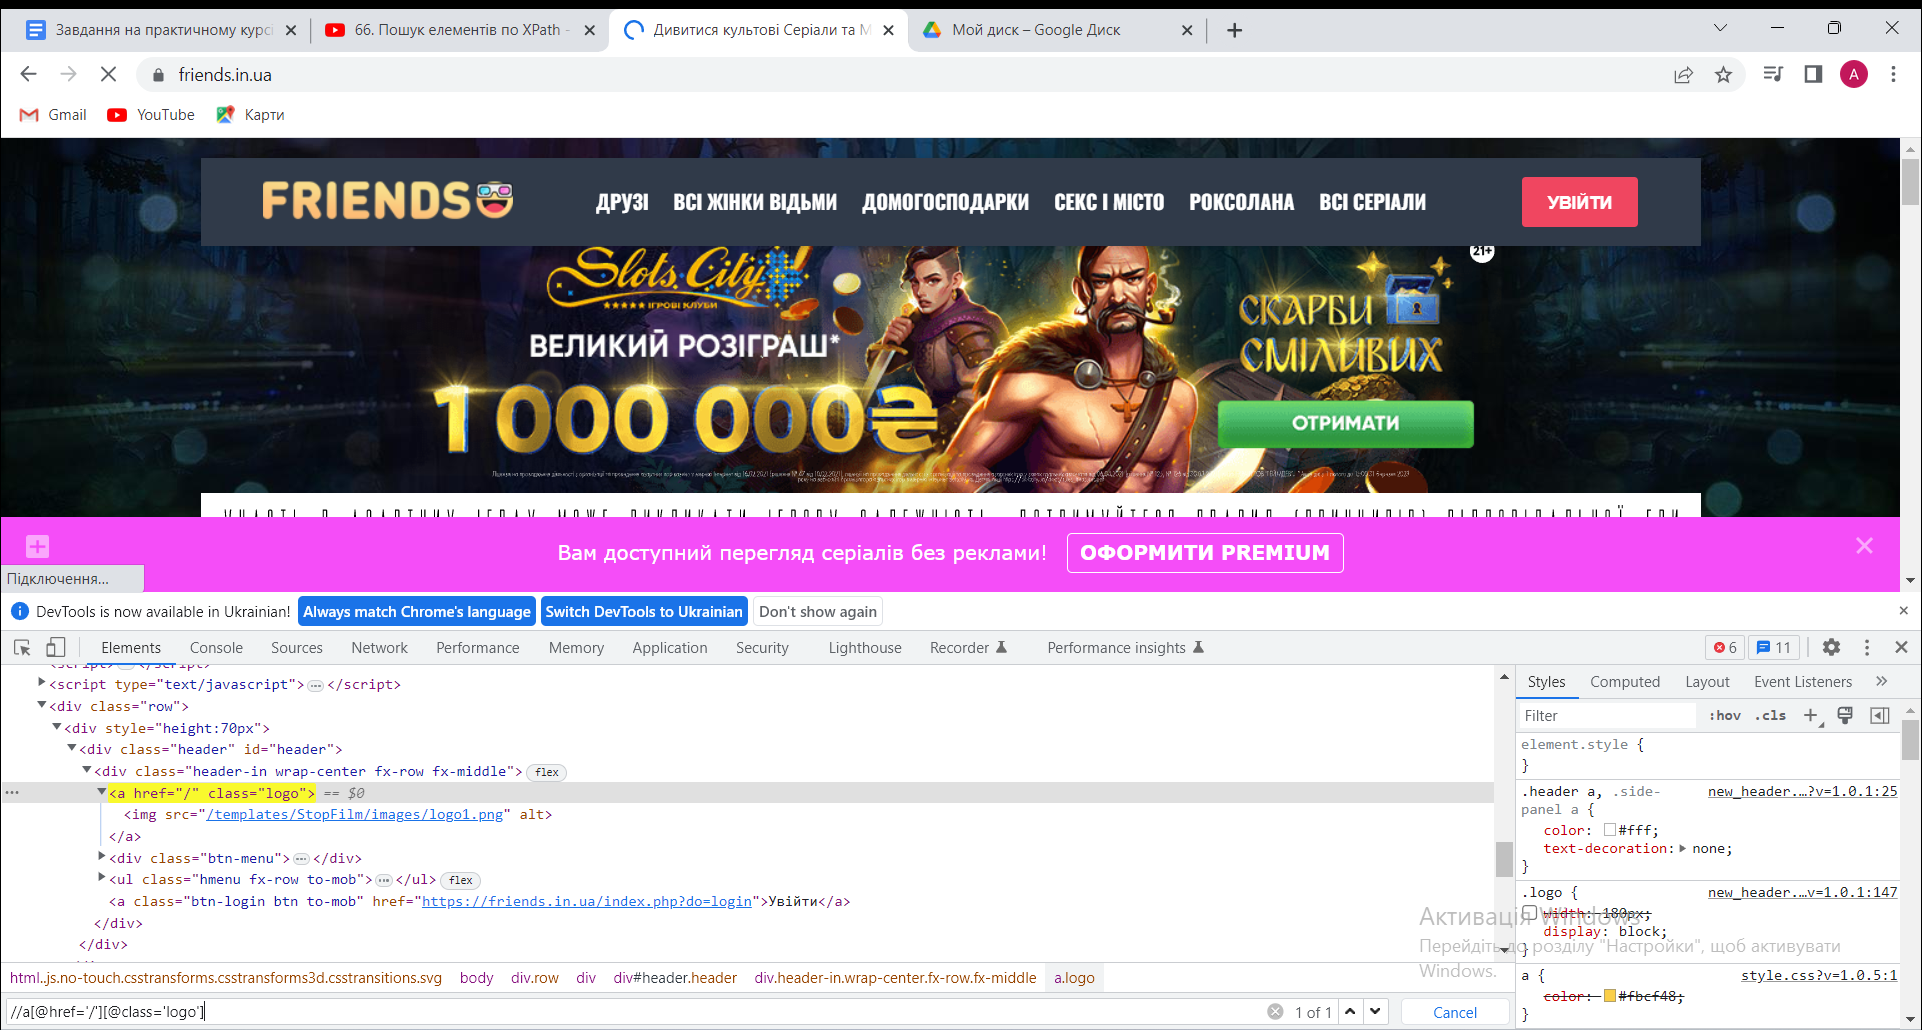 Завдання на практичному курсі
66. Пошук елементів по XPath -
Дивитися культові Серіали та М
Мой диск – Google Диск
friends.in.ua
A
Gmail
YouTube
Карти
FRIENDS
ДРУЗІ
ВСІ ЖІНКИ ВІДЬМИ
ДОМОГОСПОДАРКИ
СЕКС І МІСТО
РОКСОЛАНА
ВСІ СЕРІАЛИ
УВІЙТИ
Slots City
ІГРОВІ КЛУБИ
21+
ВЕЛИКИЙ РОЗІГРАШ*
1 000 000₴
СКАРБИ
СМІЛИВИХ
ОТРИМАТИ
Вам доступний перегляд серіалів без реклами!
ОФОРМИТИ PREMIUM
Підключення...
DevTools is now available in Ukrainian!
Always match Chrome's language
Switch DevTools to Ukrainian
Don't show again
Elements
Console
Sources
Network
Performance
Memory
Application
Security
Lighthouse
Recorder
Performance insights
6
11
<script type="text/javascript"> … </script>
<div class="row">
<div style="height:70px">
<div class="header" id="header">
<div class="header-in wrap-center fx-row fx-middle"> flex
<a href="/" class="logo"> == $0
<img src="/templates/StopFilm/images/logo1.png" alt>
</a>
<div class="btn-menu"> … </div>
<ul class="hmenu fx-row to-mob"> … </ul> flex
<a class="btn-login btn to-mob" href="https://friends.in.ua/index.php?do=login">Увійти</a>
</div>
</div>
Styles
Computed
Layout
Event Listeners
Filter
:hov
.cls
element.style {
}
.header a, .side-panel a {
new_header.…?v=1.0.1:25
color: #fff;
text-decoration: none;
}
.logo {
new_header.…v=1.0.1:147
width: 180px;
display: block;
}
a {
style.css?v=1.0.5:1
color: #fbcf48;
}
Активація Windows
Перейдіть до розділу "Настройки", щоб активувати
Windows.
html.js.no-touch.csstransforms.csstransforms3d.csstransitions.svg
body
div.row
div
div#header.header
div.header-in.wrap-center.fx-row.fx-middle
a.logo
//a[@href='/'][@class='logo']
1 of 1
Cancel